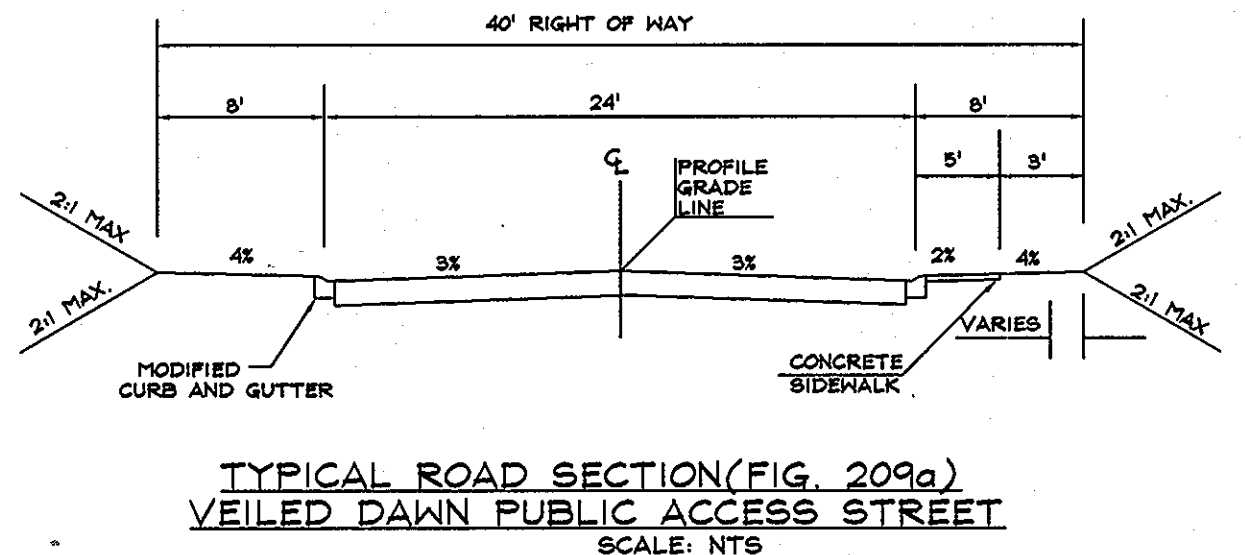 40' RIGHT OF WAY
8'
24'
8'
5'
3'
℄
PROFILE
GRADE
LINE
2:1 MAX
2:1 MAX.
4%
3%
3%
2%
4%
2:1 MAX.
2:1 MAX
VARIES
MODIFIED
CURB AND GUTTER
CONCRETE
SIDEWALK
TYPICAL ROAD SECTION(FIG. 209a)
VEILED DAWN PUBLIC ACCESS STREET
SCALE: NTS